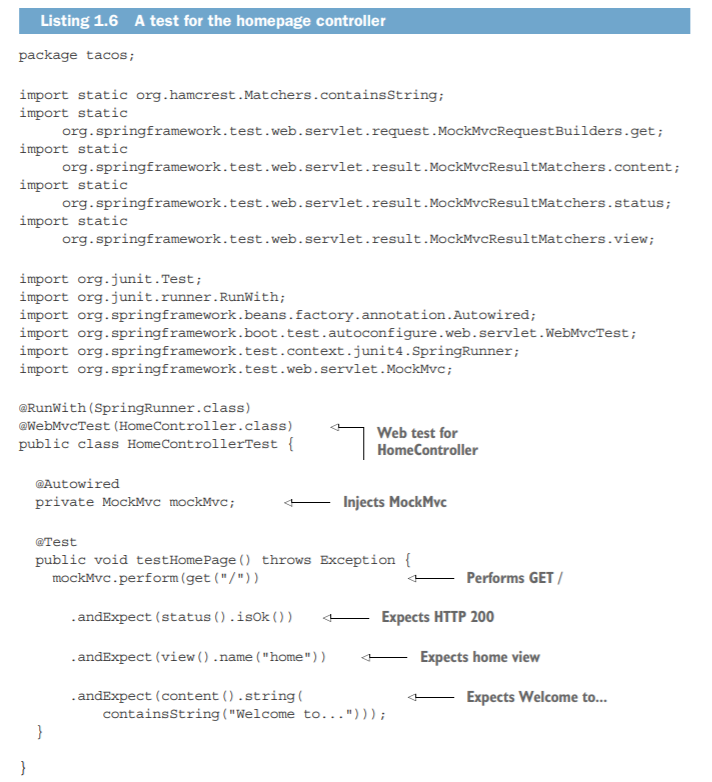 Listing 1.6 A test for the homepage controller
package tacos;
import static org.hamcrest.Matchers.containsString;
import static
org.springframework.test.web.servlet.request.MockMvcRequestBuilders.get;
import static
org.springframework.test.web.servlet.result.MockMvcResultMatchers.content;
import static
org.springframework.test.web.servlet.result.MockMvcResultMatchers.status;
import static
org.springframework.test.web.servlet.result.MockMvcResultMatchers.view;
import org.junit.Test;
import org.junit.runner.RunWith;
import org.springframework.beans.factory.annotation.Autowired;
import org.springframework.boot.test.autoconfigure.web.servlet.WebMvcTest;
import org.springframework.test.context.junit4.SpringRunner;
import org.springframework.test.web.servlet.MockMvc;
@RunWith(SpringRunner.class)
@WebMvcTest(HomeController.class)
Web test for
HomeController
public class HomeControllerTest {
@Autowired
private MockMvc mockMvc; Injects MockMvc
@Test
public void testHomePage() throws Exception {
mockMvc.perform(get("/")) Performs GET /
.andExpect(status().isOk()) Expects HTTP 200
.andExpect(view().name("home")) Expects home view
.andExpect(content().string( Expects Welcome to...
containsString("Welcome to...")));
}
}